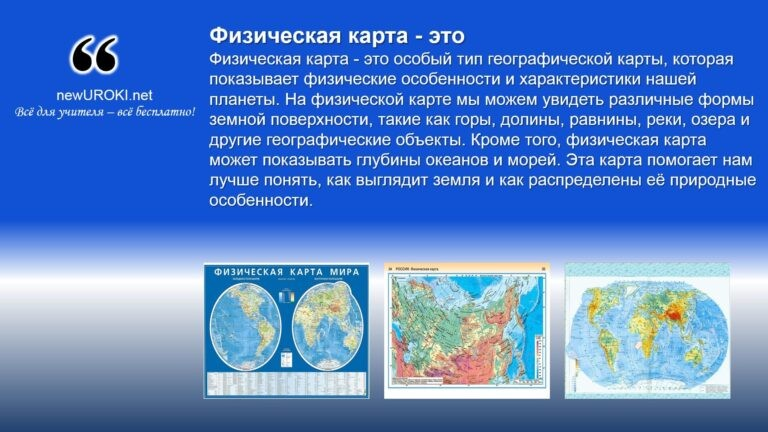 Физическая карта - это
Физическая карта - это особый тип географической карты, которая
показывает физические особенности и характеристики нашей
планеты. На физической карте мы можем увидеть различные формы
земной поверхности, такие как горы, долины, равнины, реки, озера и
другие географические объекты. Кроме того, физическая карта
может показывать глубины океанов и морей. Эта карта помогает нам
лучше понять, как выглядит земля и как распределены её природные
особенности.
newUROKI.net
Всё для учителя – всё бесплатно!
ФИЗИЧЕСКАЯ КАРТА МИРА
РОССИЯ. Физическая карта